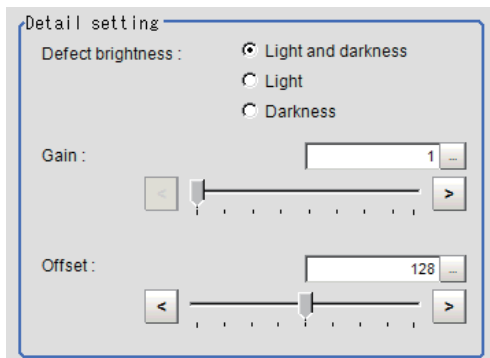 Detail setting
Defect brightness :
Light and darkness
Light
Darkness
Gain :
1 ...
< >
Offset :
128 ...
< >